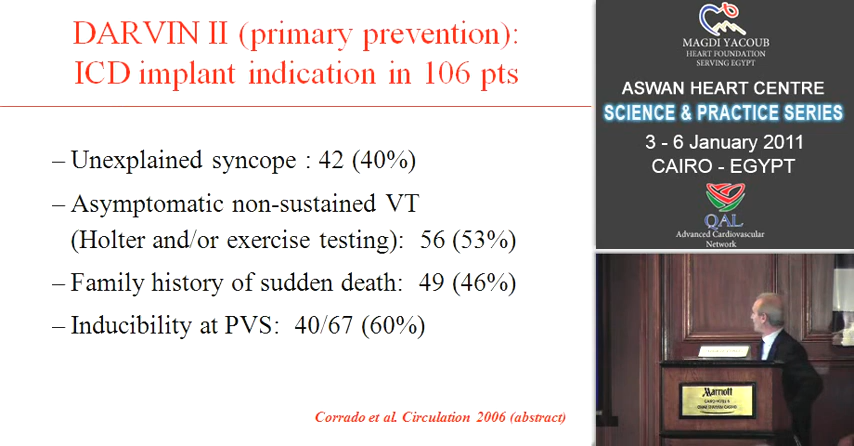 DARVIN II (primary prevention):
ICD implant indication in 106 pts
– Unexplained syncope : 42 (40%)
– Asymptomatic non-sustained VT
(Holter and/or exercise testing): 56 (53%)
– Family history of sudden death: 49 (46%)
– Inducibility at PVS: 40/67 (60%)
Corrado et al. Circulation 2006 (abstract)
MAGDI YACOUB
HEART FOUNDATION
SERVING EGYPT
ASWAN HEART CENTRE
SCIENCE & PRACTICE SERIES
3 - 6 January 2011
CAIRO - EGYPT
QAL
Advanced Cardiovascular
Network
Marriott